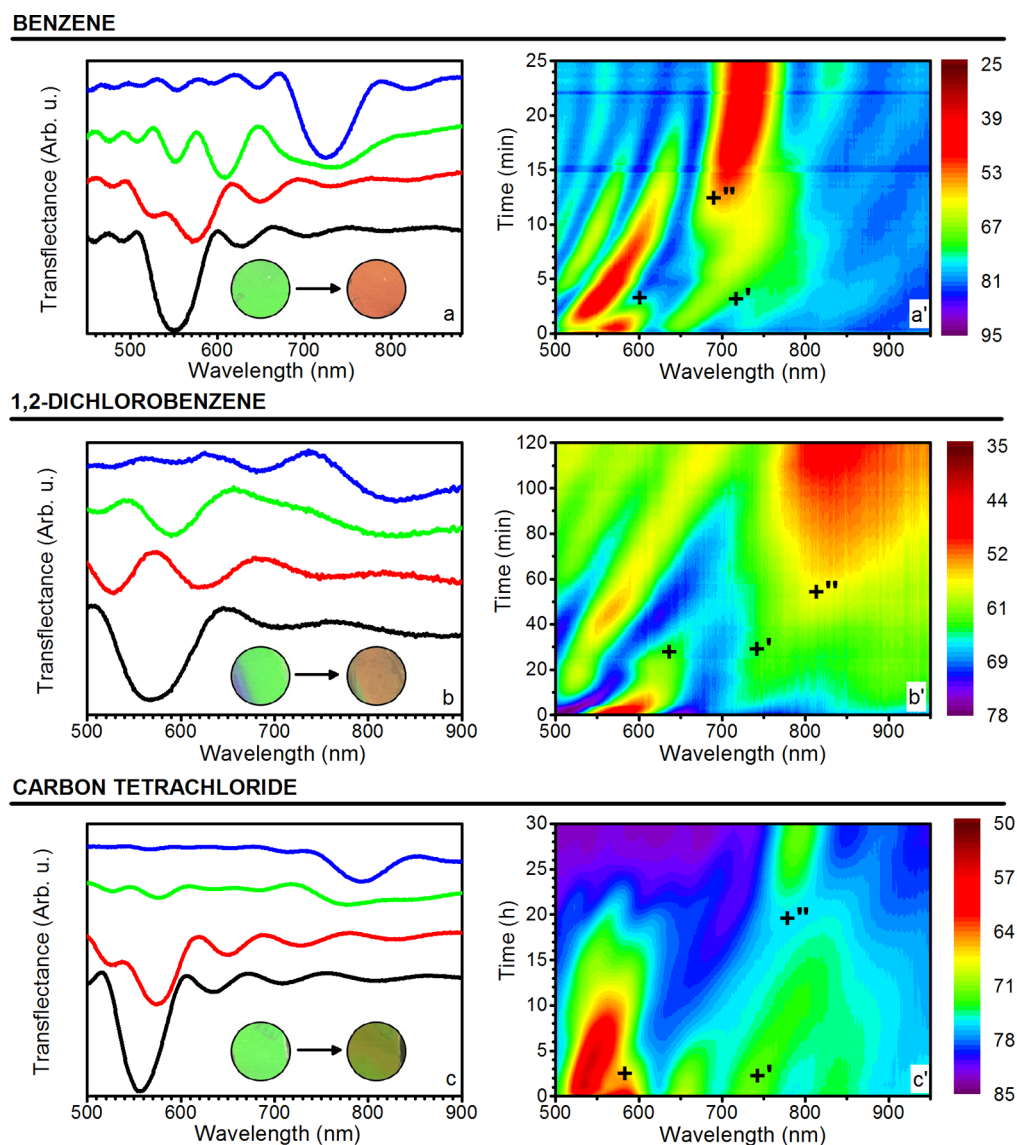 BENZENE
Transflectance (Arb. u.)
a
500 600 700 800
Wavelength (nm)
Time (min)
25
20
15
10
5
0
+"
+
+'
a'
500 600 700 800 900
Wavelength (nm)
25
39
53
67
81
95
1,2-DICHLOROBENZENE
Transflectance (Arb. u.)
b
500 600 700 800 900
Wavelength (nm)
Time (min)
120
100
80
60
40
20
0
+"
+
+'
b'
500 600 700 800 900
Wavelength (nm)
35
44
52
61
69
78
CARBON TETRACHLORIDE
Transflectance (Arb. u.)
c
500 600 700 800 900
Wavelength (nm)
Time (h)
30
25
20
15
10
5
0
+"
+
+'
c'
500 600 700 800 900
Wavelength (nm)
50
57
64
71
78
85